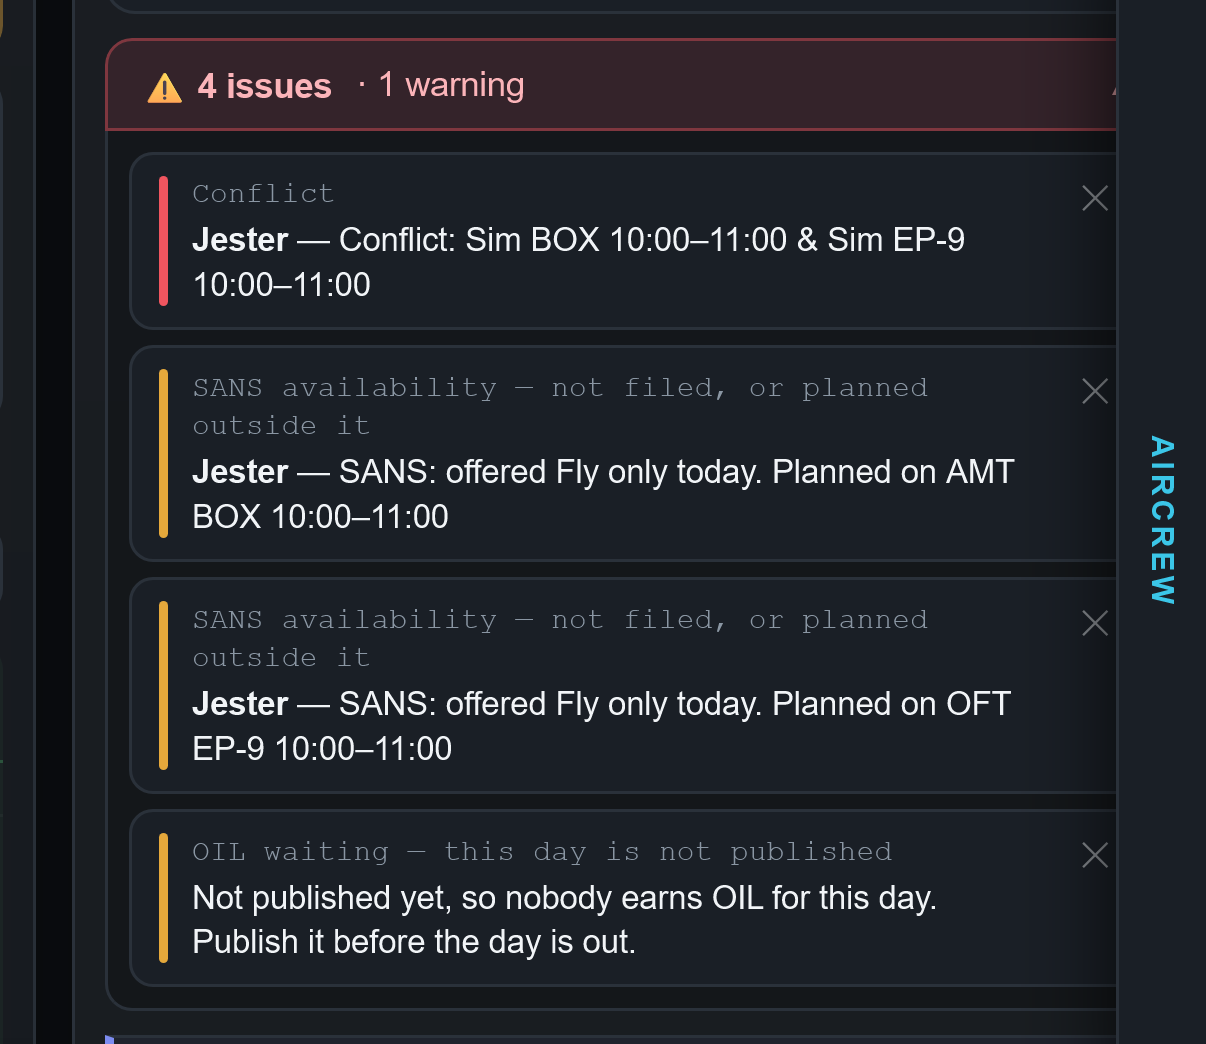 4 issues · 1 warning
Conflict
Jester — Conflict: Sim BOX 10:00–11:00 & Sim EP-9
10:00–11:00
SANS availability — not filed, or planned
outside it
Jester — SANS: offered Fly only today. Planned on AMT
BOX 10:00–11:00
SANS availability — not filed, or planned
outside it
Jester — SANS: offered Fly only today. Planned on OFT
EP-9 10:00–11:00
OIL waiting — this day is not published
Not published yet, so nobody earns OIL for this day.
Publish it before the day is out.
AIRCREW